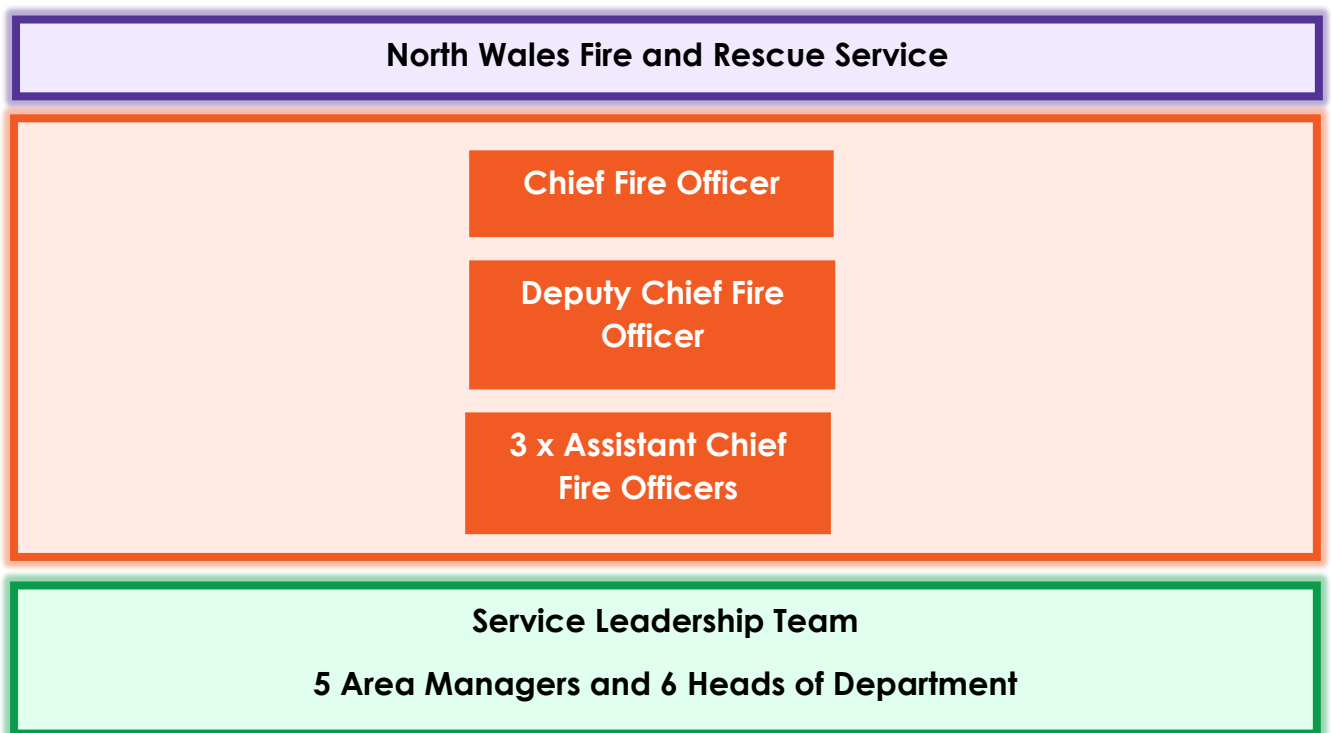 North Wales Fire and Rescue Service
Chief Fire Officer
Deputy Chief Fire
Officer
3 x Assistant Chief
Fire Officers
Service Leadership Team
5 Area Managers and 6 Heads of Department